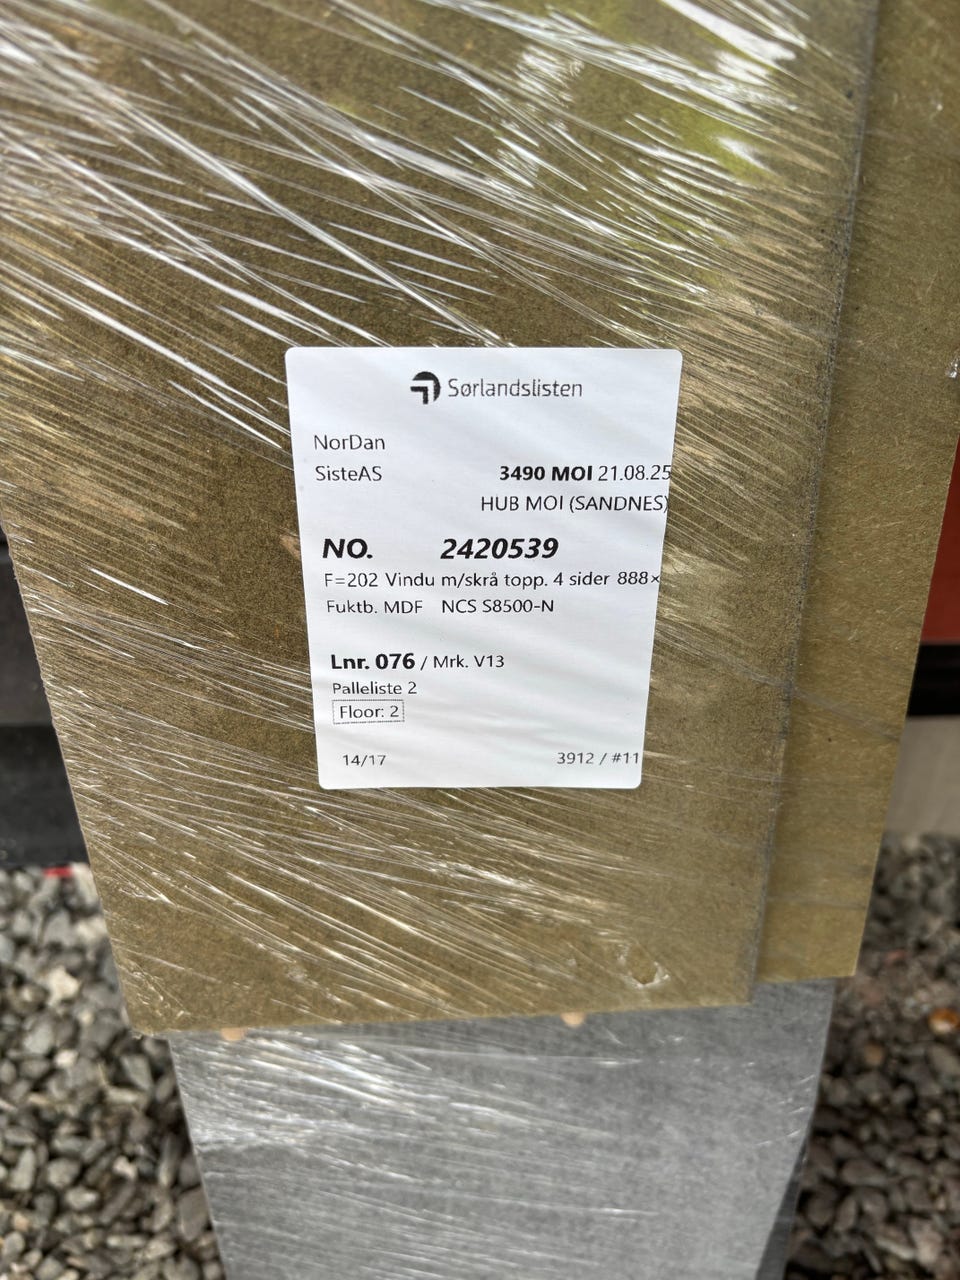 Sørlandslisten
NorDan
SisteAS 3490 MOI 21.08.25
HUB MOI (SANDNES)
NO. 2420539
F=202 Vindu m/skrå topp. 4 sider 888×
Fuktb. MDF NCS S8500-N
Lnr. 076 / Mrk. V13
Palleliste 2
Floor: 2
14/17 3912 / #11